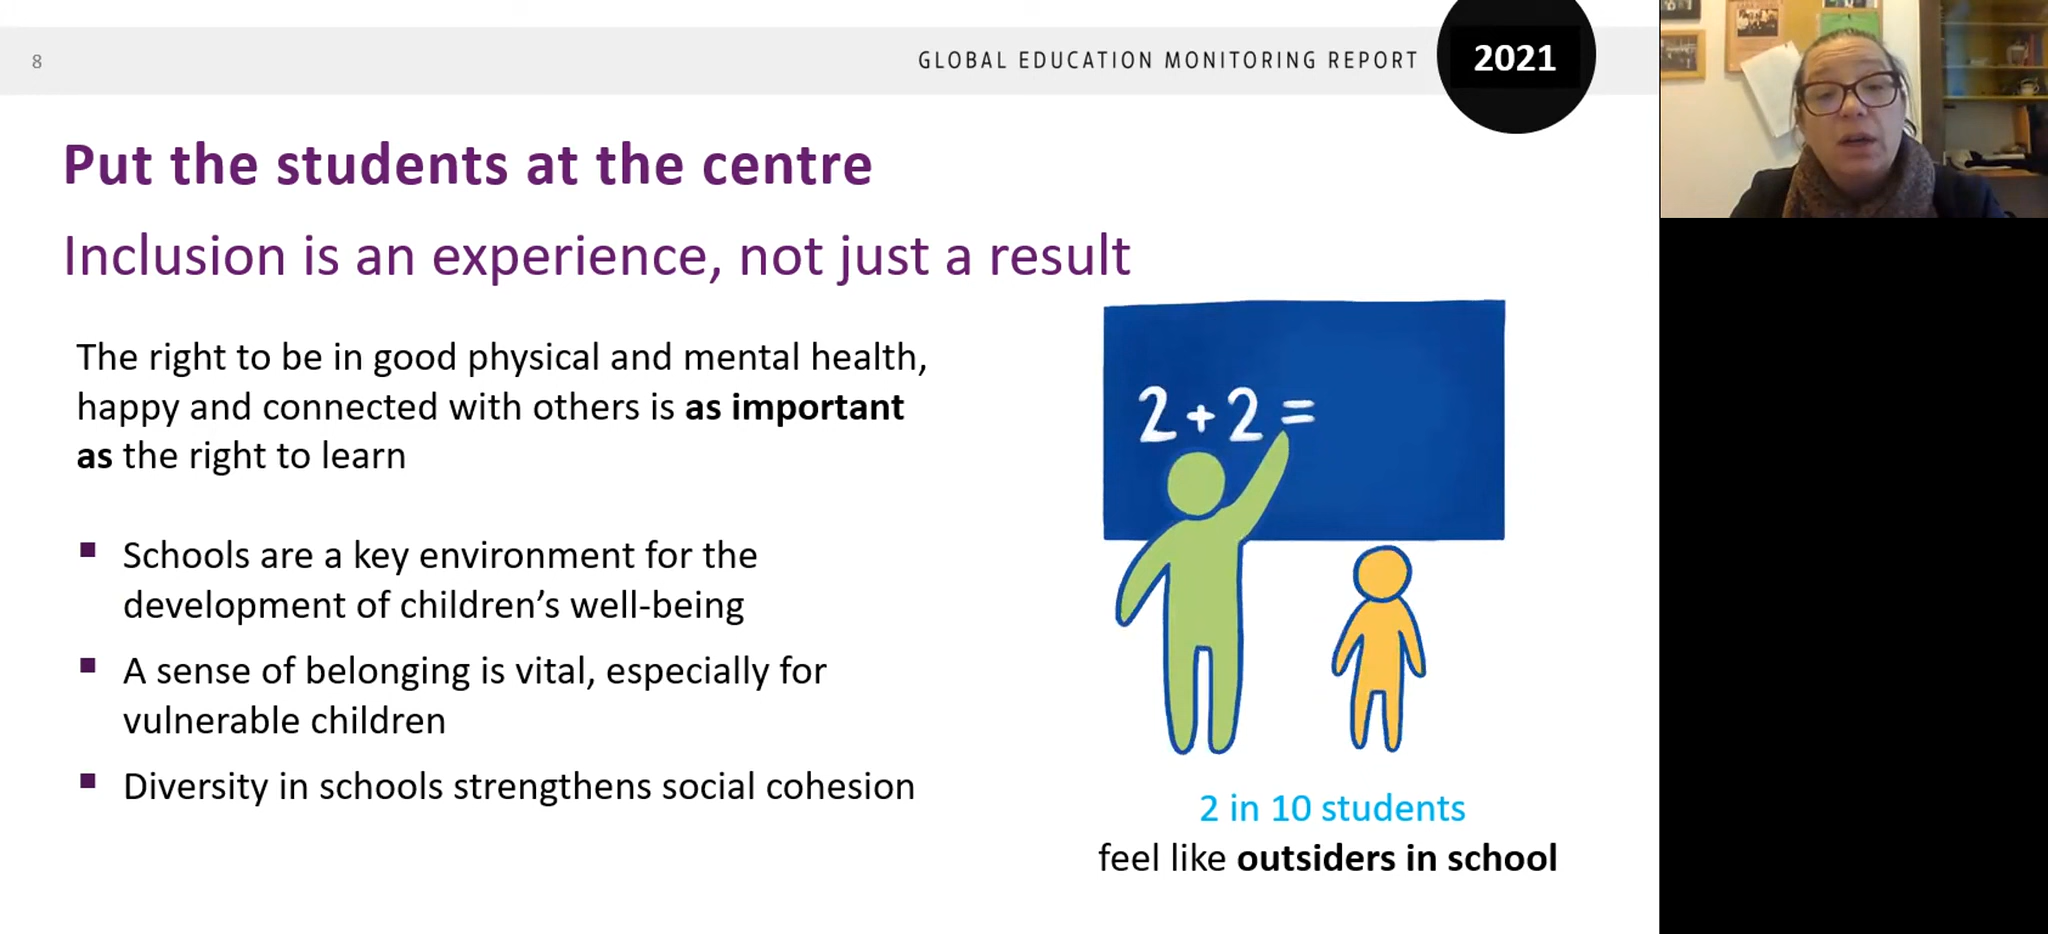 8
GLOBAL EDUCATION MONITORING REPORT
2021
Put the students at the centre
Inclusion is an experience, not just a result
The right to be in good physical and mental health,
happy and connected with others is as important
as the right to learn
▪ Schools are a key environment for the
development of children’s well-being
▪ A sense of belonging is vital, especially for
vulnerable children
▪ Diversity in schools strengthens social cohesion
2+2=
2 in 10 students
feel like outsiders in school